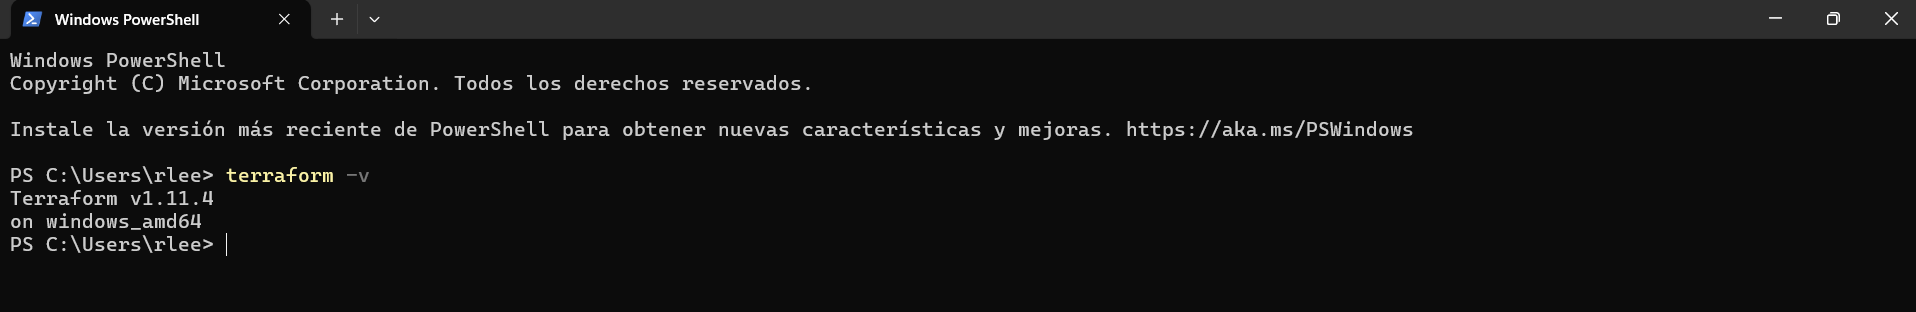 Windows PowerShell
Windows PowerShell
Copyright (C) Microsoft Corporation. Todos los derechos reservados.
Instale la versión más reciente de PowerShell para obtener nuevas características y mejoras. https://aka.ms/PSWindows
PS C:\Users\rlee> terraform -v
Terraform v1.11.4
on windows_amd64
PS C:\Users\rlee>